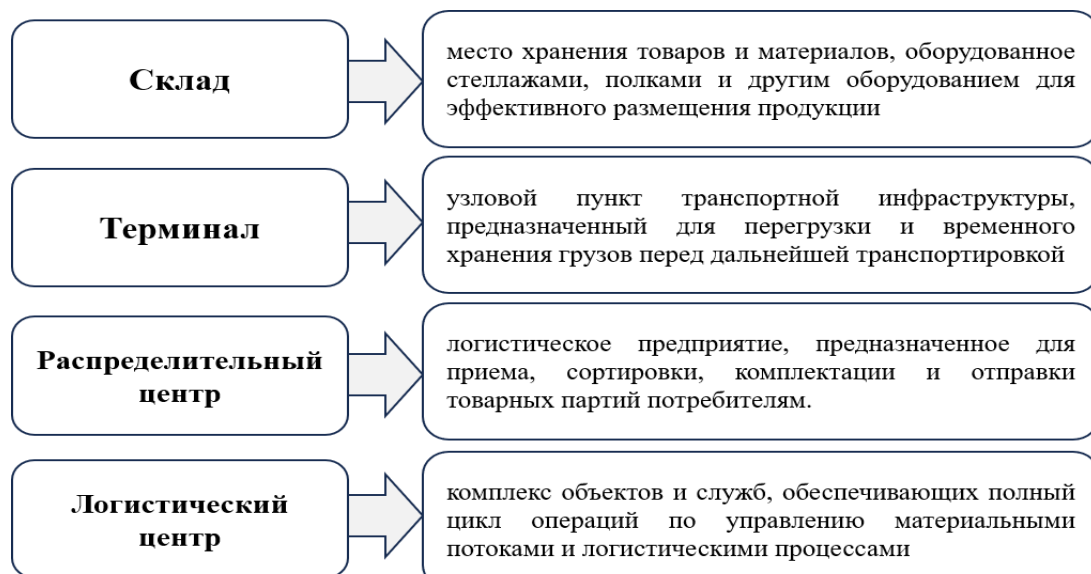 Склад
место хранения товаров и материалов, оборудованное
стеллажами, полками и другим оборудованием для
эффективного размещения продукции
Терминал
узловой пункт транспортной инфраструктуры,
предназначенный для перегрузки и временного
хранения грузов перед дальнейшей транспортировкой
Распределительный
центр
логистическое предприятие, предназначенное для
приема, сортировки, комплектации и отправки
товарных партий потребителям.
Логистический
центр
комплекс объектов и служб, обеспечивающих полный
цикл операций по управлению материальными
потоками и логистическими процессами